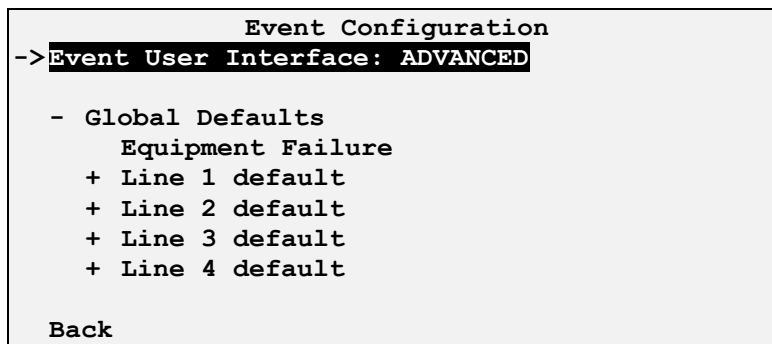 Event Configuration
->Event User Interface: ADVANCED
- Global Defaults
Equipment Failure
+ Line 1 default
+ Line 2 default
+ Line 3 default
+ Line 4 default
Back